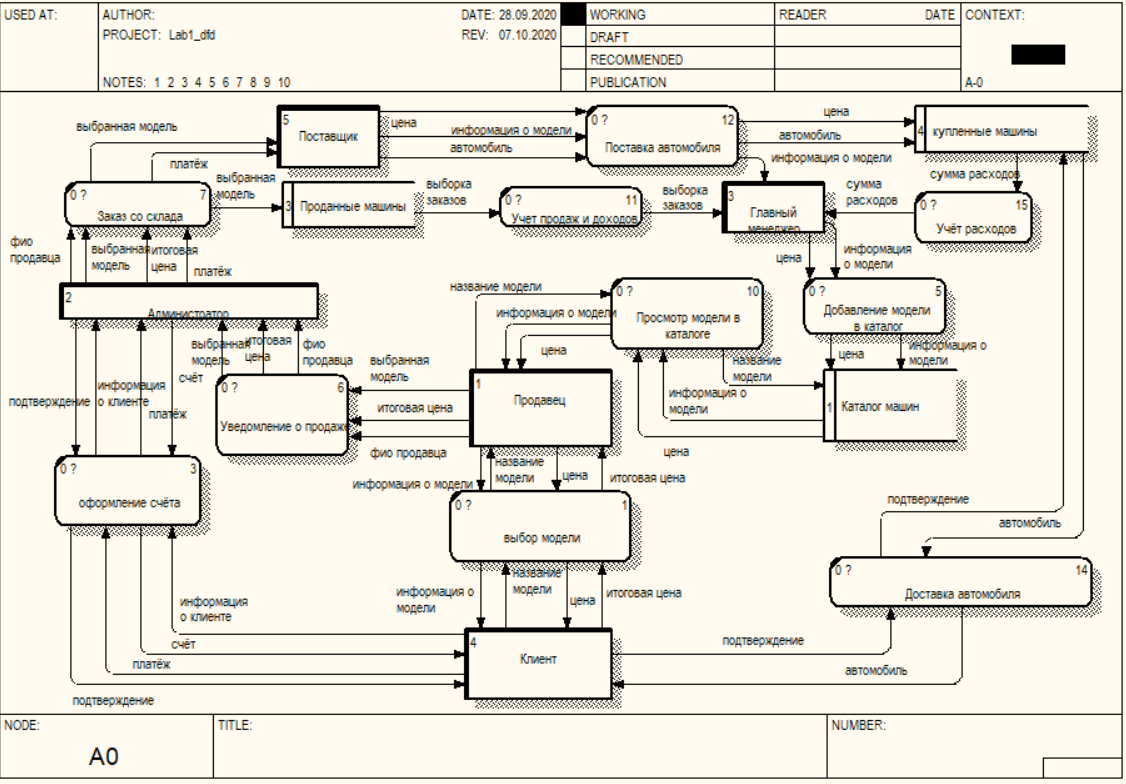 USED AT:
AUTHOR:
DATE: 28.09.2020
WORKING
READER
DATE
CONTEXT:
PROJECT: Lab1_dfd
REV: 07.10.2020
DRAFT
RECOMMENDED
NOTES: 1 2 3 4 5 6 7 8 9 10
PUBLICATION
A-0
выбранная модель
5
Поставщик
цена
информация о модели
автомобиль
0 ?
12
Поставка автомобиля
цена
автомобиль
4
купленные машины
платёж
информация о модели
0 ?
7
Заказ со склада
выбранная
модель
3
Проданные машины
выборка
заказов
0 ?
11
Учет продаж и доходов
выборка
заказов
3
Главный
менеджер
сумма
расходов
сумма расходов
0 ?
15
Учёт расходов
фио
продавца
выбранная
модель
итоговая
цена
платёж
цена
информация
о модели
2
Администратор
название модели
информация о модели
цена
0 ?
10
Просмотр модели в
каталоге
0 ?
5
Добавление модели
в каталог
выбранная
модель
итоговая
цена
фио
продавца
выбранная
модель
название
модели
цена
информация о
модели
подтверждение
информация
о клиенте
счёт
платёж
0 ?
6
Уведомление о продаже
итоговая цена
фио продавца
1
Продавец
информация о
модели
цена
1
Каталог машин
0 ?
3
оформление счёта
информация о модели
название
модели
цена
итоговая цена
0 ?
1
выбор модели
подтверждение
автомобиль
информация о
модели
название
модели
цена
итоговая цена
0 ?
14
Доставка автомобиля
информация
о клиенте
счёт
платёж
подтверждение
4
Клиент
подтверждение
автомобиль
NODE:
TITLE:
NUMBER:
A0